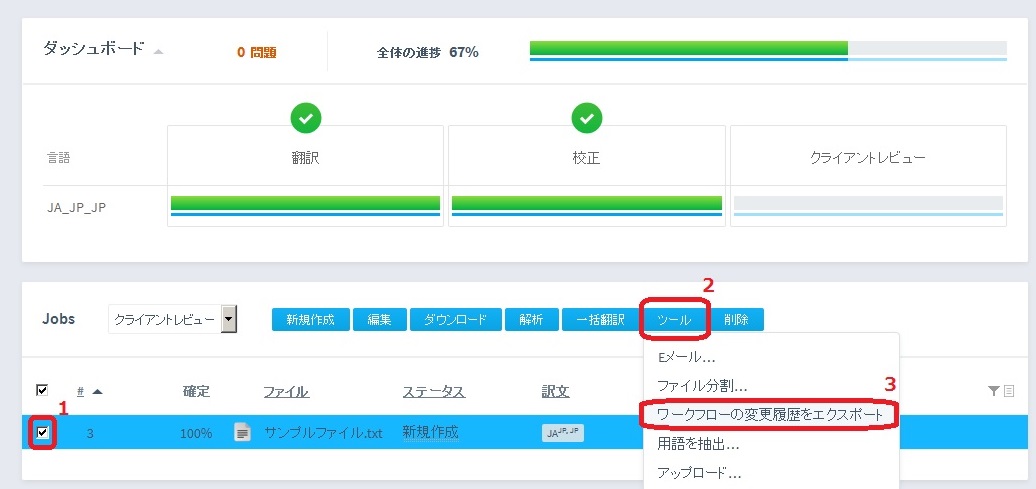 ダッシュボード
0 問題
全体の進捗 67%
言語
翻訳
校正
クライアントレビュー
JA_JP_JP
2
Jobs
クライアントレビュー
新規作成
編集
ダウンロード
解析
一括翻訳
ツール
削除
Eメール...
ファイル分割...
3
ワークフローの変更履歴をエクスポート
用語を抽出...
アップロード...
#
確定
ファイル
ステータス
訳文
1
3
100%
サンプルファイル.txt
新規作成
JAJP, JP